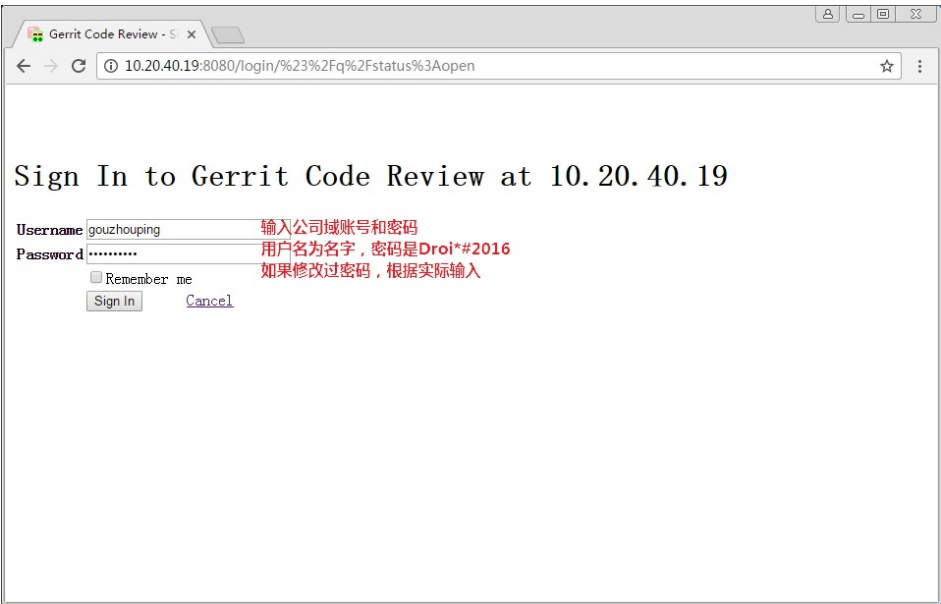 Gerrit Code Review - S
10.20.40.19:8080/login/%23%2Fq%2Fstatus%3Aopen
Sign In to Gerrit Code Review at 10.20.40.19
Username gouzhouping 输入公司域账号和密码
用户名为名字，密码是Droi*#2016
Password ••••••••••
如果修改过密码，根据实际输入
Remember me
Sign In Cancel